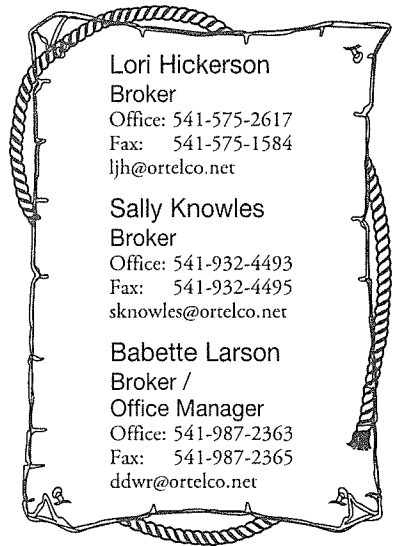 Lori Hickerson
Broker
Office: 541-575-2617
Fax: 541-575-1584
ljh@ortelco.net
Sally Knowles
Broker
Office: 541-932-4493
Fax: 541-932-4495
sknowles@ortelco.net
Babette Larson
Broker /
Office Manager
Office: 541-987-2363
Fax: 541-987-2365
ddwr@ortelco.net